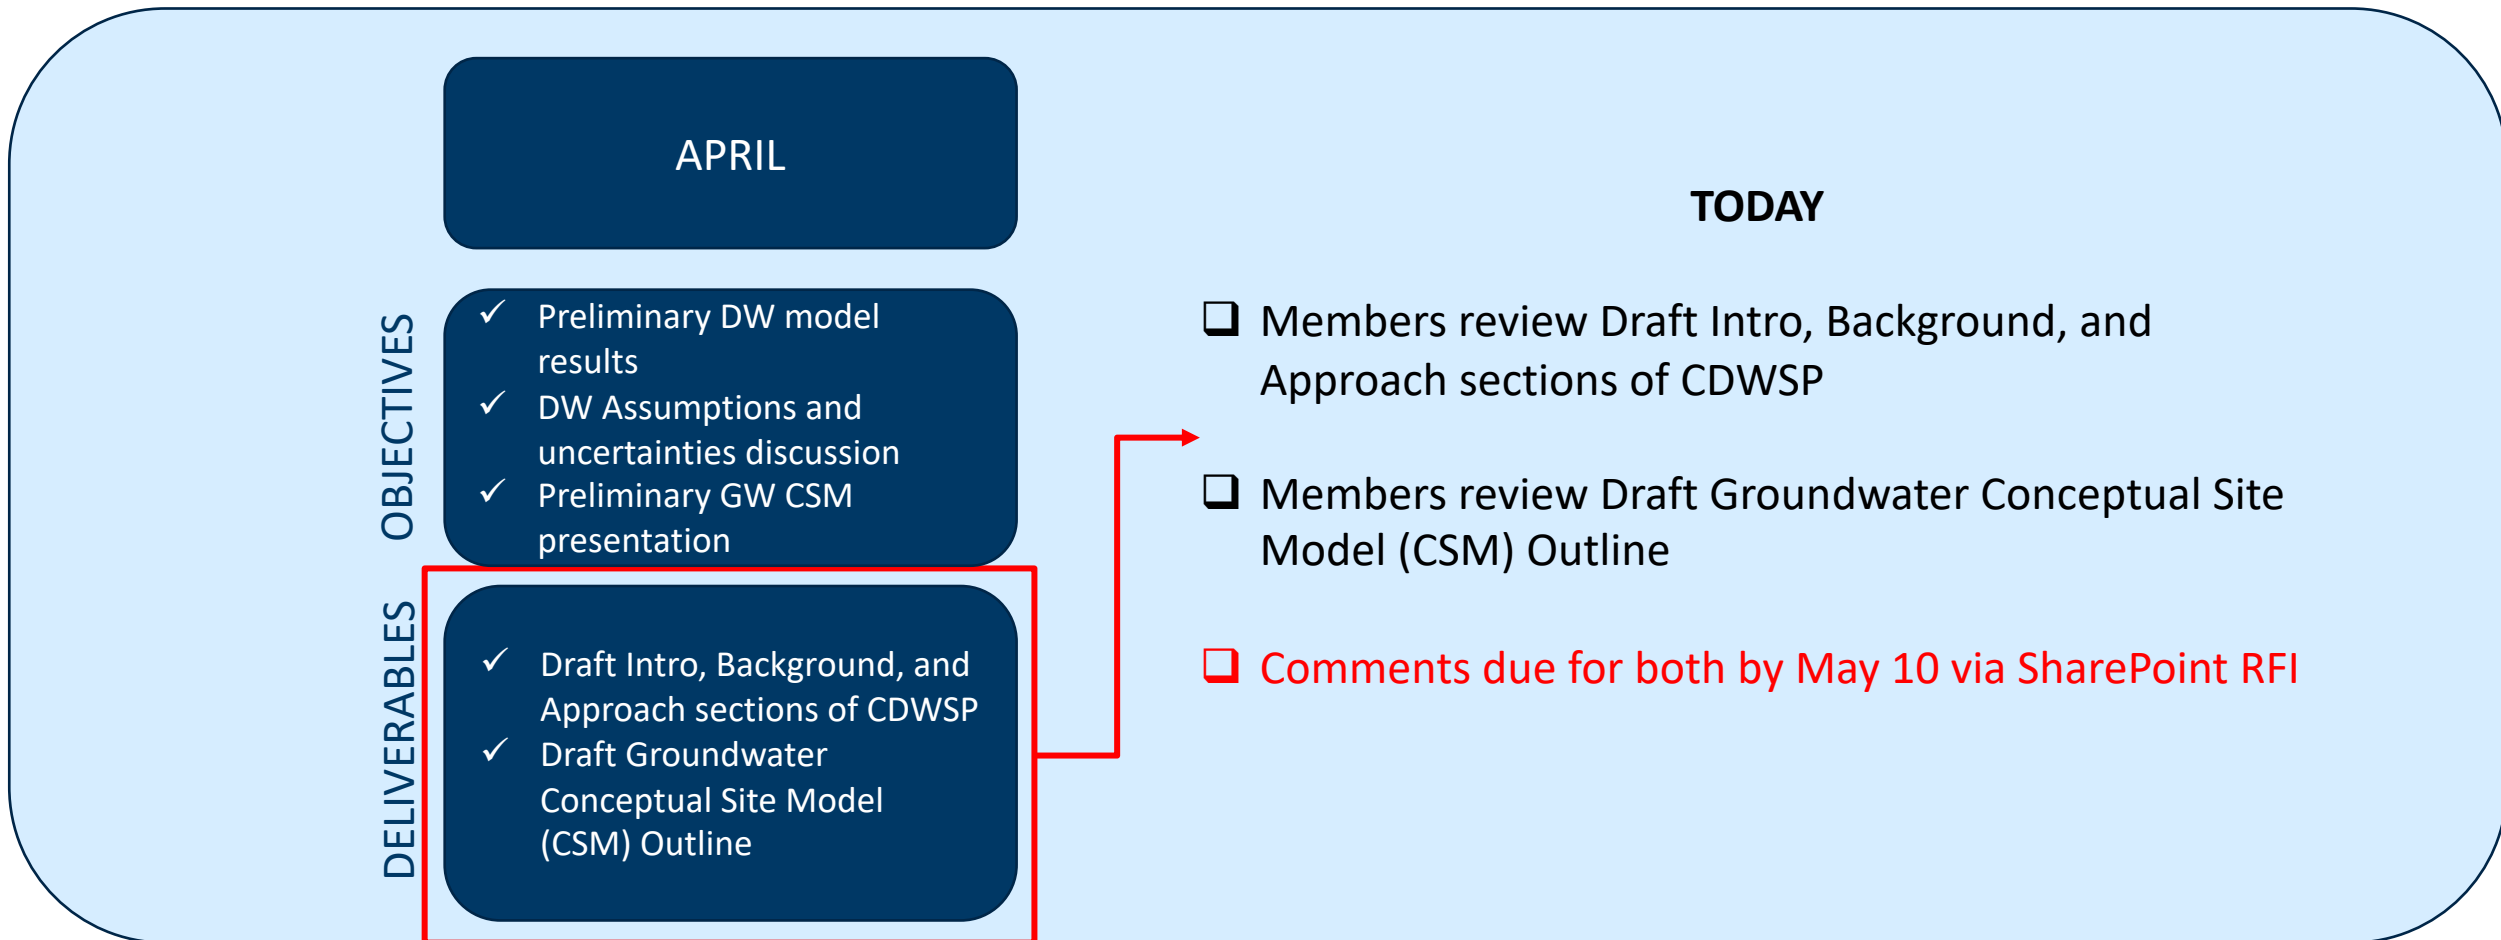 APRIL
OBJECTIVES
✓ Preliminary DW model
results
✓ DW Assumptions and
uncertainties discussion
✓ Preliminary GW CSM
presentation
DELIVERABLES
✓ Draft Intro, Background, and
Approach sections of CDWSP
✓ Draft Groundwater
Conceptual Site Model
(CSM) Outline
TODAY
❑ Members review Draft Intro, Background, and
Approach sections of CDWSP
❑ Members review Draft Groundwater Conceptual Site
Model (CSM) Outline
❑ Comments due for both by May 10 via SharePoint RFI